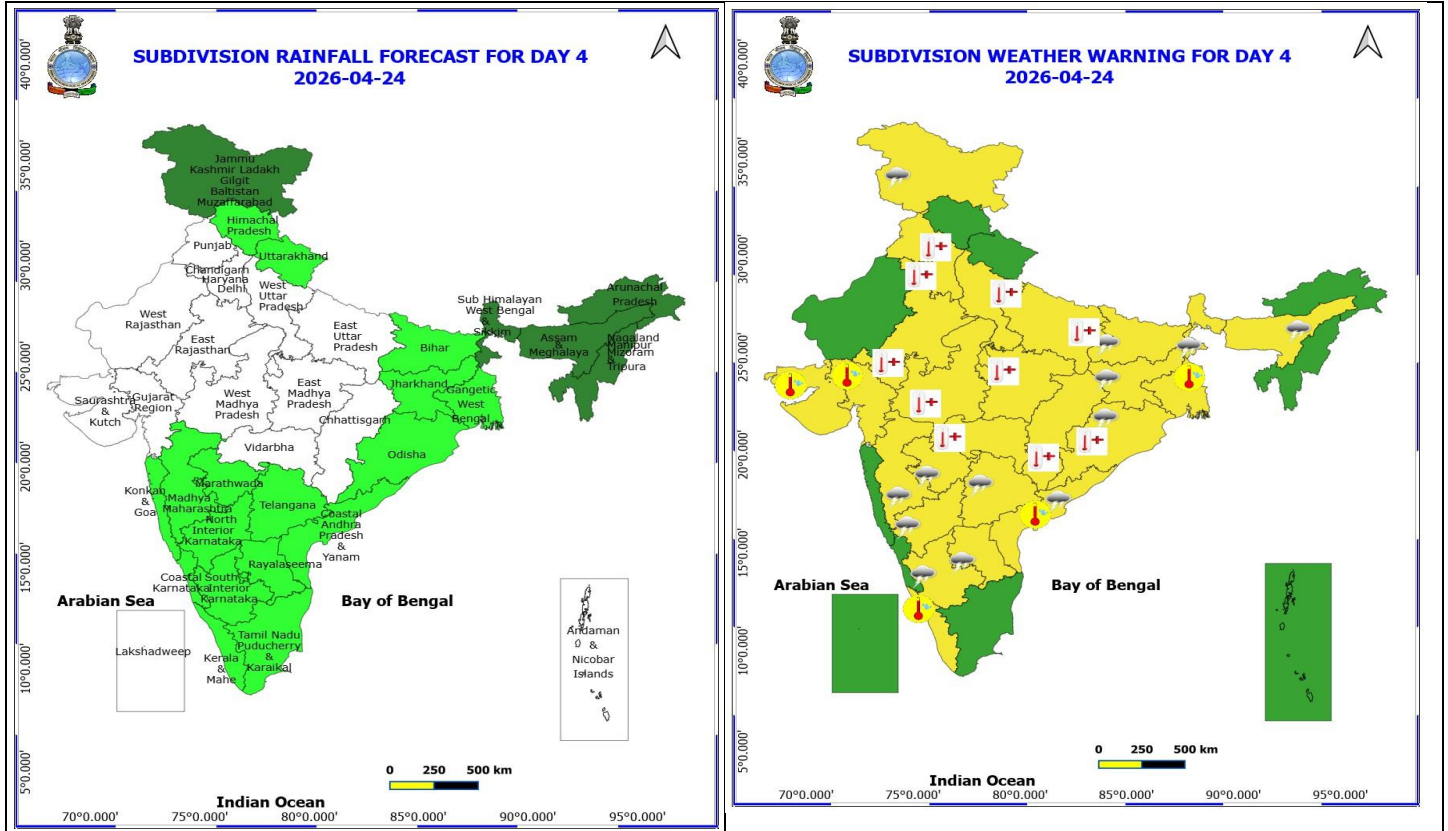 SUBDIVISION RAINFALL FORECAST FOR DAY 4
2026-04-24
40°0.000'
35°0.000'
30°0.000'
25°0.000'
20°0.000'
15°0.000'
10°0.000'
5°0.000'
Jammu
Kashmir Ladakh
Gilgit
Baltistan
Muzaffarabad
Himachal
Pradesh
Punjab
Uttarakhand
Chandigarh
Haryana
Delhi
West
Uttar
Pradesh
West
Rajasthan
East
Rajasthan
East
Uttar
Pradesh
Sub Himalayan
West Bengal
&
Sikkim
Arunachal
Pradesh
Assam
&
Meghalaya
Nagaland
Manipur
Mizoram
&
Tripura
Bihar
Jharkhand
Gangetic
West
Bengal
Saurashtra
&
Kutch
Gujarat
Region
West
Madhya
Pradesh
East
Madhya
Pradesh
Chhattisgarh
Vidarbha
Odisha
Konkan
&
Goa
Madhya
Maharashtra
Marathwada
Telangana
North
Interior
Karnataka
Coastal
Andhra
Pradesh
&
Yanam
Rayalaseema
Coastal
Karnataka
South
Interior
Karnataka
Arabian Sea
Bay of Bengal
Lakshadweep
Kerala
&
Mahe
Tamil Nadu
Puducherry
&
Karaikal
Andaman
&
Nicobar
Islands
0 250 500 km
Indian Ocean
70°0.000' 75°0.000' 80°0.000' 85°0.000' 90°0.000' 95°0.000'
SUBDIVISION WEATHER WARNING FOR DAY 4
2026-04-24
40°0.000'
35°0.000'
30°0.000'
25°0.000'
20°0.000'
15°0.000'
10°0.000'
5°0.000'
Arabian Sea
Bay of Bengal
0 250 500 km
Indian Ocean
70°0.000' 75°0.000' 80°0.000' 85°0.000' 90°0.000' 95°0.000'